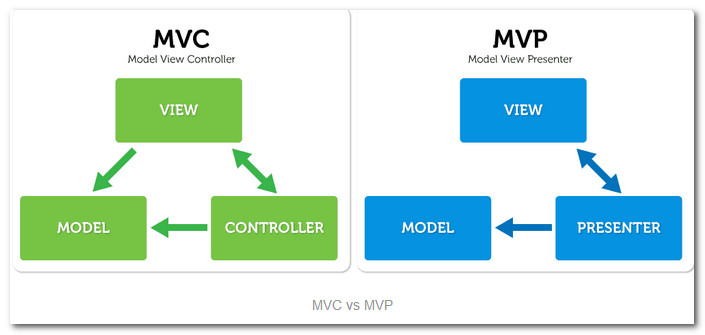 MVC
Model View Controller
VIEW
MODEL
CONTROLLER
MVP
Model View Presenter
VIEW
MODEL
PRESENTER
MVC vs MVP